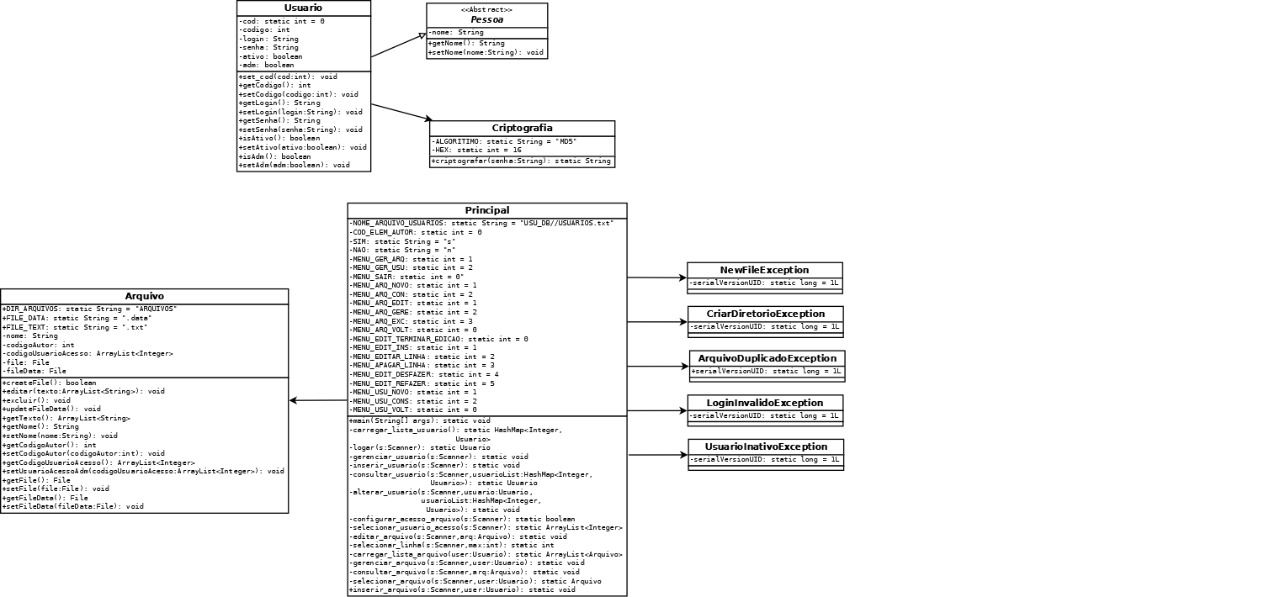 Usuario
-cod: static int = 0
-codigo: int
-login: String
-senha: String
-ativo: boolean
-adm: boolean
+set_cod(cod:int): void
+getCodigo(): int
+setCodigo(codigo:int): void
+getLogin(): String
+setLogin(login:String): void
+getSenha(): String
+setSenha(senha:String): void
+isAtivo(): boolean
+setAtivo(ativo:boolean): void
+isAdm(): boolean
+setAdm(adm:boolean): void
<<Abstract>>
Pessoa
-nome: String
+getNome(): String
+setNome(nome:String): void
Criptografia
-ALGORITIMO: static String = "MD5"
-HEX: static int = 16
+criptografar(senha:String): static String
Arquivo
+DIR_ARQUIVOS: static String = "ARQUIVOS"
+FILE_DATA: static String = ".data"
+FILE_TEXT: static String = ".txt"
-nome: String
-codigoAutor: int
-codigoUsuarioAcesso: ArrayList<Integer>
-file: File
-fileData: File
+createFile(): boolean
+editar(texto:ArrayList<String>): void
+excluir(): void
+updateFileData(): void
+getTexto(): ArrayList<String>
+getNome(): String
+setNome(nome:String): void
+getCodigoAutor(): int
+setCodigoAutor(codigoAutor:int): void
+getCodigoUsuarioAcesso(): ArrayList<Integer>
+setUsuarioAcessoAdm(codigoUsuarioAcesso:ArrayList<Integer>): void
+getFile(): File
+setFile(file:File): void
+getFileData(): File
+setFileData(fileData:File): void
Principal
-NOME_ARQUIVO_USUARIOS: static String = "USU_DB//USUARIOS.txt"
-COD_ELEM_AUTOR: static int = 0
-SIM: static String = "s"
-NAO: static String = "n"
-MENU_GER_ARQ: static int = 1
-MENU_GER_USU: static int = 2
-MENU_SAIR: static int = 0"
-MENU_ARQ_NOVO: static int = 1
-MENU_ARQ_CON: static int = 2
-MENU_ARQ_EDIT: static int = 1
-MENU_ARQ_GERE: static int = 2
-MENU_ARQ_EXC: static int = 3
-MENU_ARQ_VOLT: static int = 0
-MENU_EDIT_TERMINAR_EDICAO: static int = 0
-MENU_EDIT_INS: static int = 1
-MENU_EDITAR_LINHA: static int = 2
-MENU_APAGAR_LINHA: static int = 3
-MENU_EDIT_DESFAZER: static int = 4
-MENU_EDIT_REFAZER: static int = 5
-MENU_USU_NOVO: static int = 1
-MENU_USU_CONS: static int = 2
-MENU_USU_VOLT: static int = 0
+main(String[] args): static void
-carregar_lista_usuario(): static HashMap<Integer,
Usuario>
-logar(s:Scanner): static Usuario
-gerenciar_usuario(s:Scanner): static void
-inserir_usuario(s:Scanner): static void
-consultar_usuario(s:Scanner,usuarioList:HashMap<Integer,
Usuario>): static Usuario
-alterar_usuario(s:Scanner,usuario:Usuario,
usuarioList:HashMap<Integer,
Usuario>): static void
-configurar_acesso_arquivo(s:Scanner): static boolean
-selecionar_usuario_acesso(s:Scanner): static ArrayList<Integer>
-editar_arquivo(s:Scanner,arq:Arquivo): static void
-selecionar_linha(s:Scanner,max:int): static int
-carregar_lista_arquivo(user:Usuario): static ArrayList<Arquivo>
-gerenciar_arquivo(s:Scanner,user:Usuario): static void
-consultar_arquivo(s:Scanner,arq:Arquivo): static void
-selecionar_arquivo(s:Scanner,user:Usuario): static Arquivo
+inserir_arquivo(s:Scanner,user:Usuario): static void
NewFileException
-serialVersionUID: static long = 1L
CriarDiretorioException
-serialVersionUID: static long = 1L
ArquivoDuplicadoException
+serialVersionUID: static long = 1L
LoginInvalidoException
-serialVersionUID: static long = 1L
UsuarioInativoException
-serialVersionUID: static long = 1L